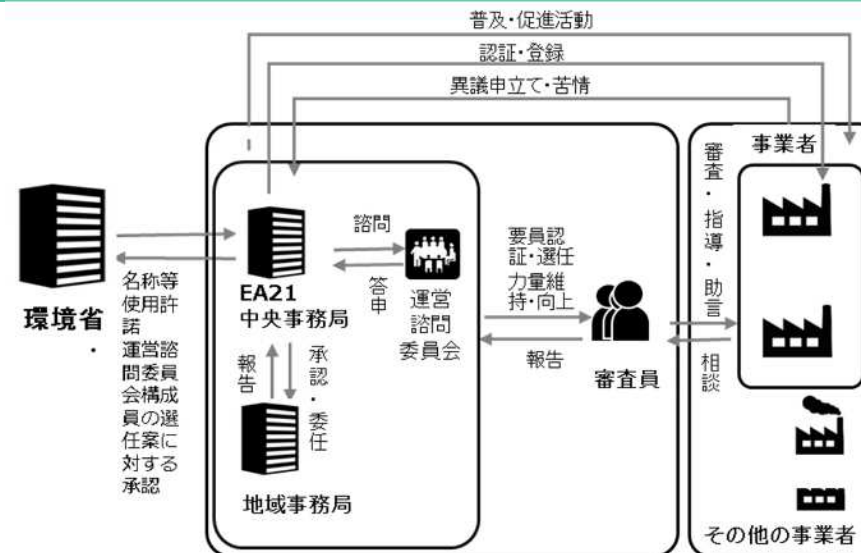 普及・促進活動
認証・登録
異議申立て・苦情
事業者
審査・指導・助言
相談
諮問
答申
EA21
中央事務局
運営
諮問
委員会
要員認
証・選任
力量維
持・向上
報告
審査員
環境省
名称等
使用許
諾
・
運営諮
問委員
会構成
員の選
任案に
対する
承認
報告
承認・委任
地域事務局
その他の事業者